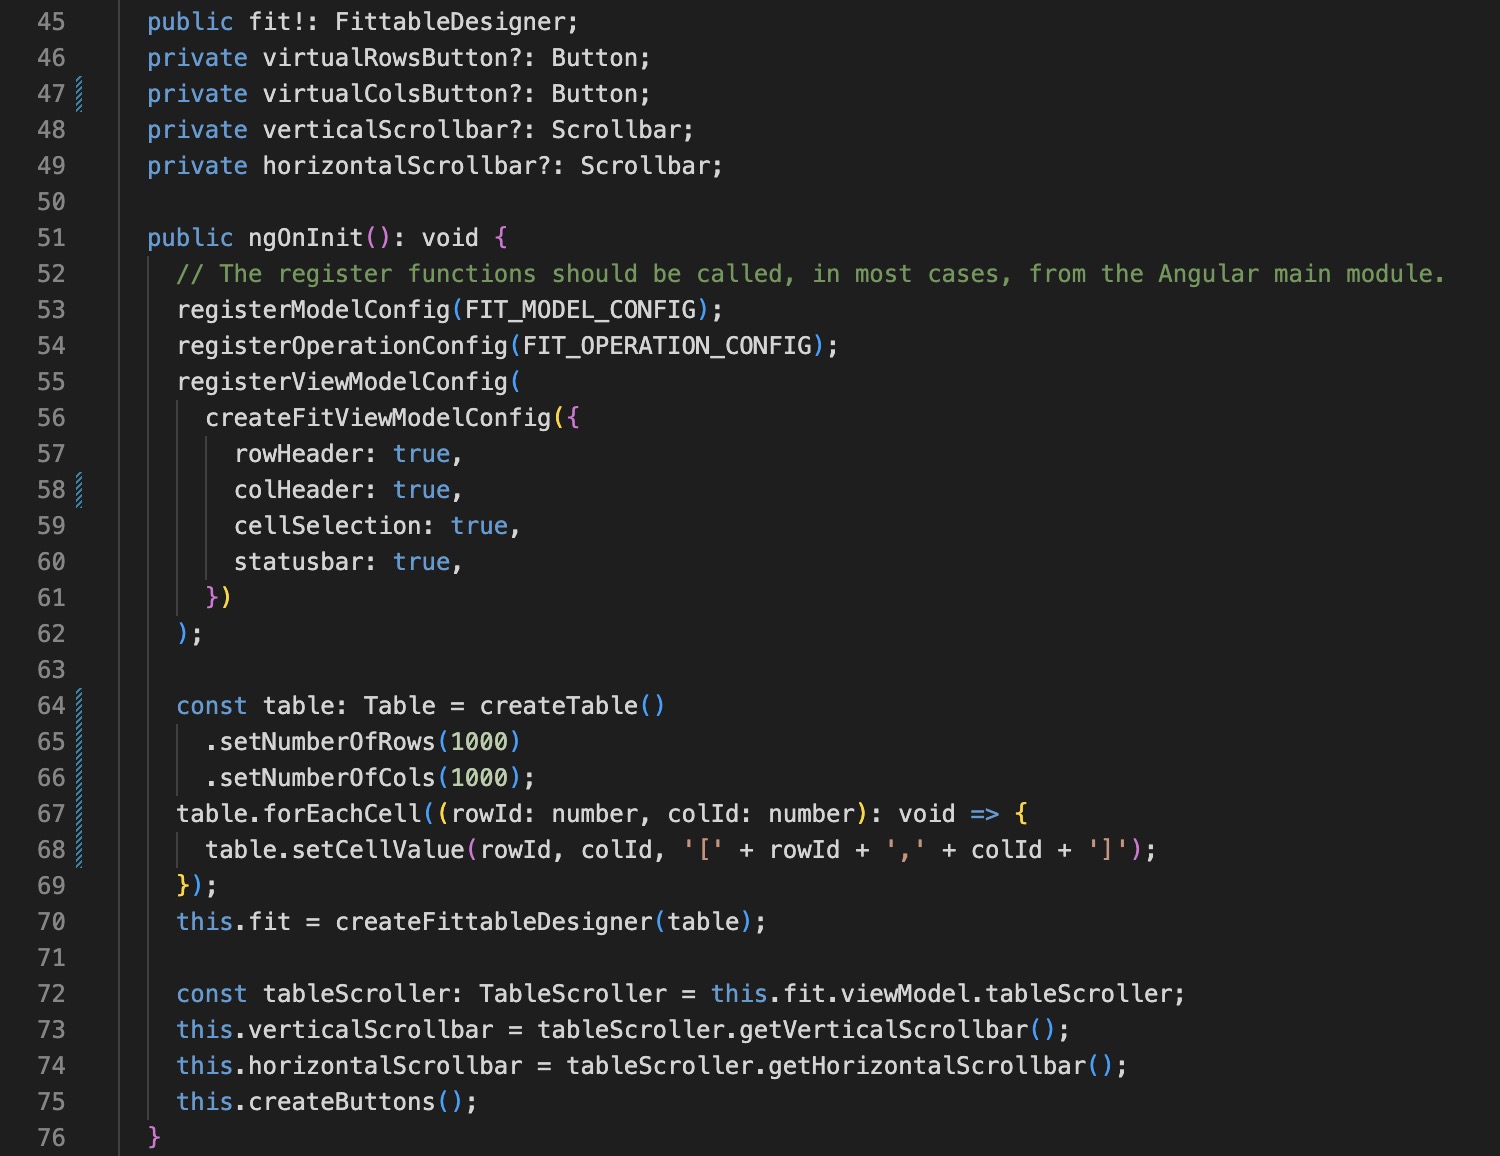 45 public fit!: FittableDesigner;
46 private virtualRowsButton?: Button;
47 private virtualColsButton?: Button;
48 private verticalScrollbar?: Scrollbar;
49 private horizontalScrollbar?: Scrollbar;
50
51 public ngOnInit(): void {
52 // The register functions should be called, in most cases, from the Angular main module.
53 registerModelConfig(FIT_MODEL_CONFIG);
54 registerOperationConfig(FIT_OPERATION_CONFIG);
55 registerViewModelConfig(
56 createFitViewModelConfig({
57 rowHeader: true,
58 colHeader: true,
59 cellSelection: true,
60 statusbar: true,
61 })
62 );
63
64 const table: Table = createTable()
65 .setNumberOfRows(1000)
66 .setNumberOfCols(1000);
67 table.forEachCell((rowId: number, colId: number): void => {
68 table.setCellValue(rowId, colId, '[' + rowId + ',' + colId + ']');
69 });
70 this.fit = createFittableDesigner(table);
71
72 const tableScroller: TableScroller = this.fit.viewModel.tableScroller;
73 this.verticalScrollbar = tableScroller.getVerticalScrollbar();
74 this.horizontalScrollbar = tableScroller.getHorizontalScrollbar();
75 this.createButtons();
76 }